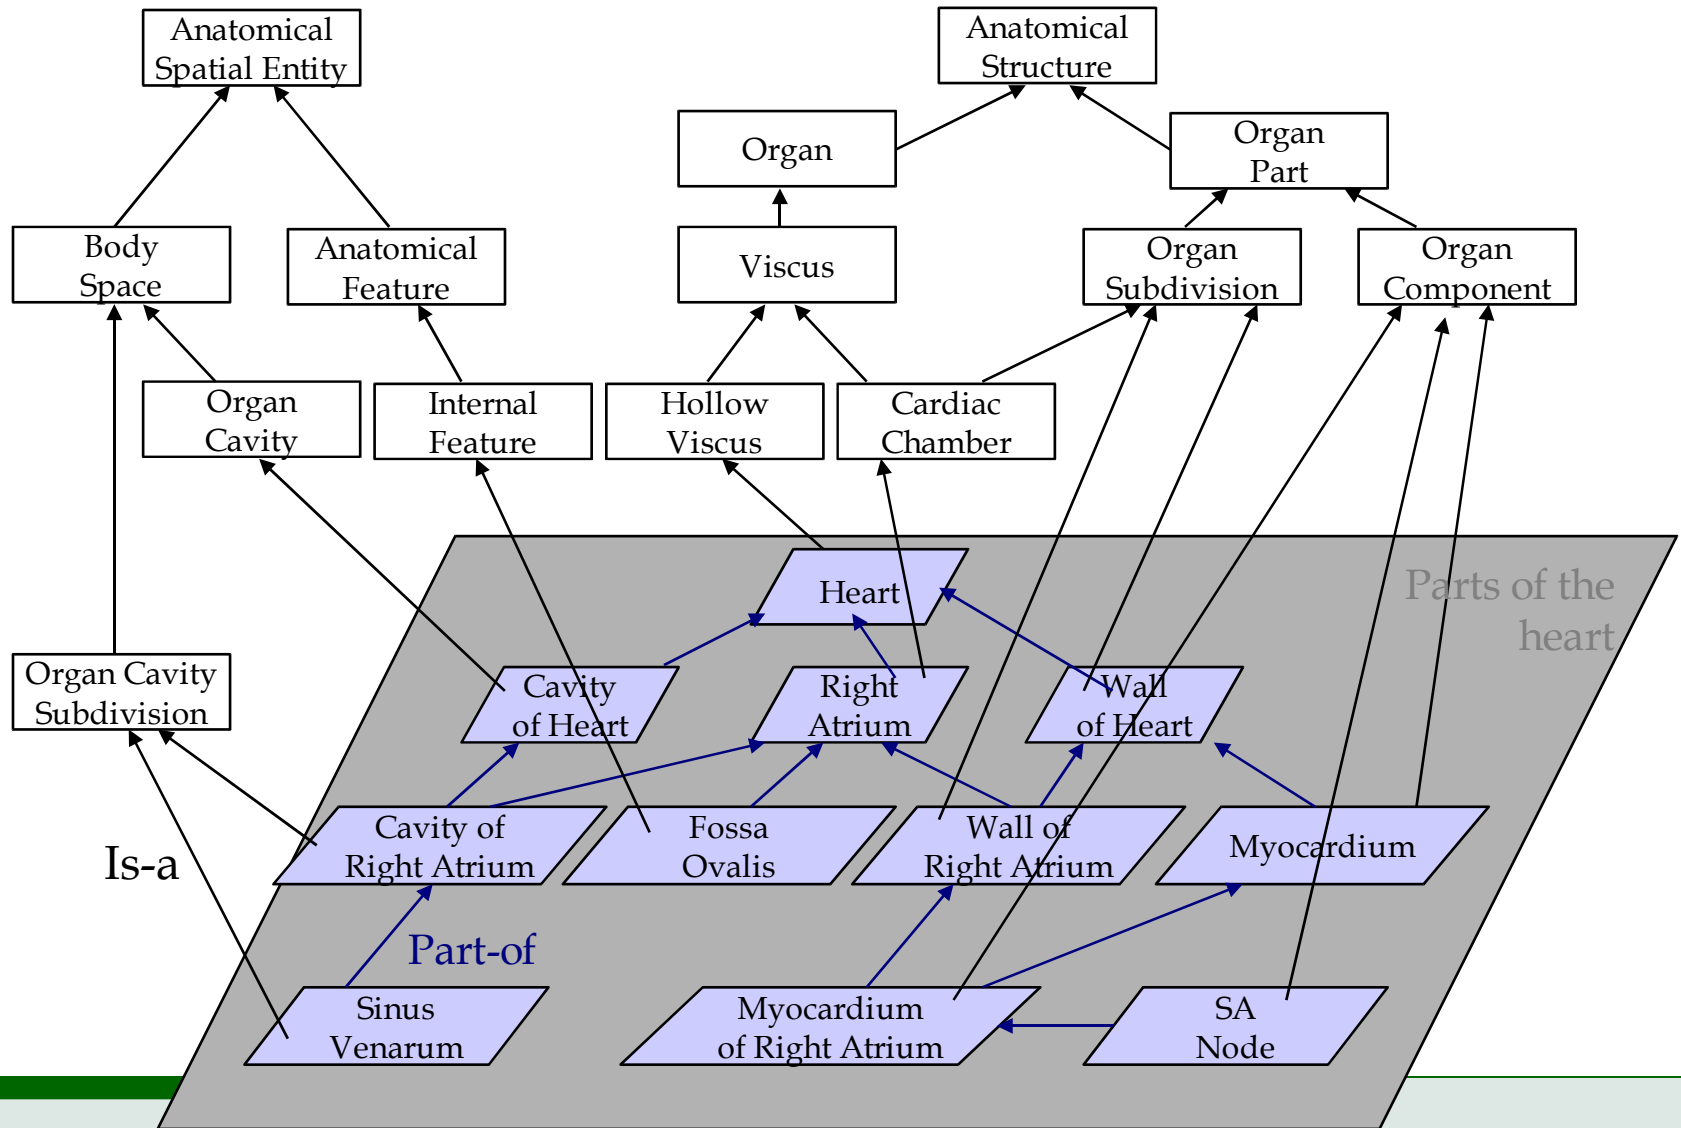 Anatomical
Spatial Entity
Anatomical
Structure
Organ
Organ
Part
Body
Space
Anatomical
Feature
Viscus
Organ
Subdivision
Organ
Component
Organ
Cavity
Internal
Feature
Hollow
Viscus
Cardiac
Chamber
Parts of the
heart
Heart
Organ Cavity
Subdivision
Cavity
of Heart
Right
Atrium
Wall
of Heart
Is-a
Cavity of
Right Atrium
Fossa
Ovalis
Wall of
Right Atrium
Myocardium
Part-of
Sinus
Venarum
Myocardium
of Right Atrium
SA
Node